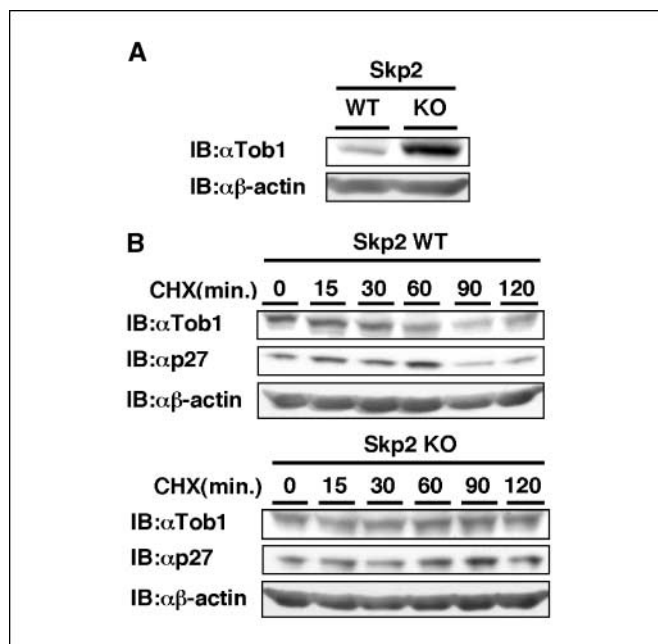 A
Skp2
WT KO
IB:αTob1
IB:αβ-actin
B
Skp2 WT
CHX(min.) 0 15 30 60 90 120
IB:αTob1
IB:αp27
IB:αβ-actin
Skp2 KO
CHX(min.) 0 15 30 60 90 120
IB:αTob1
IB:αp27
IB:αβ-actin